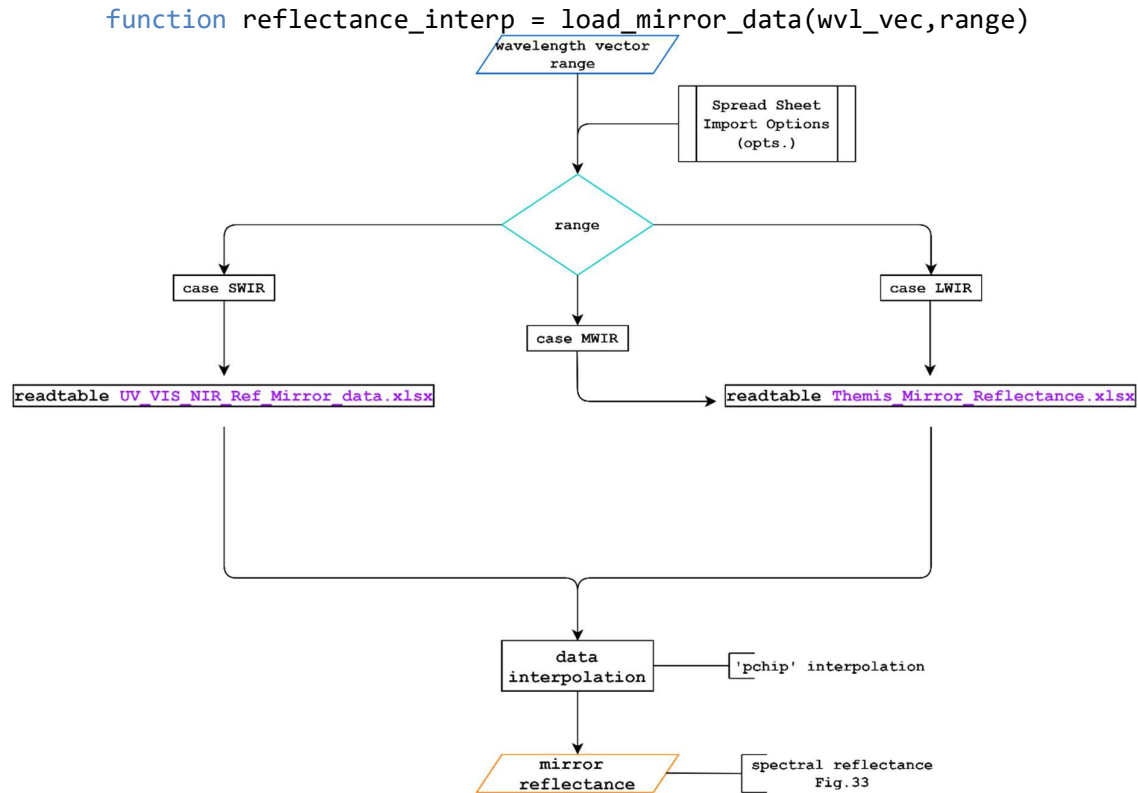 function reflectance_interp = load_mirror_data(wvl_vec,range)
wavelength vector
range
Spread Sheet
Import Options
(opts.)
range
case SWIR
case MWIR
case LWIR
readtable UV_VIS_NIR_Ref_Mirror_data.xlsx
readtable Themis_Mirror_Reflectance.xlsx
data
interpolation
'pchip' interpolation
mirror
reflectance
spectral reflectance
Fig.33